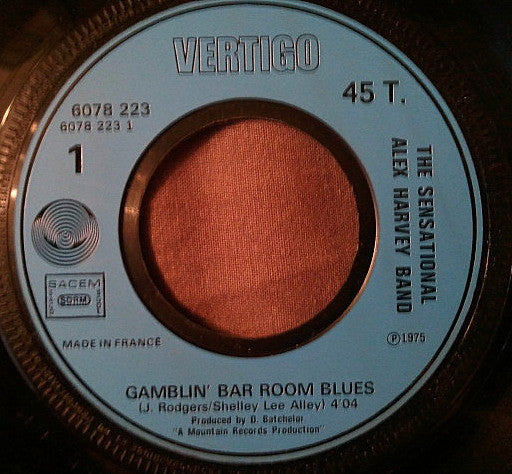 VERTIGO
45 T.
6078 223
6078 223 1
1
THE SENSATIONAL
ALEX HARVEY BAND
SACEM
SDRM
MADE IN FRANCE
℗1975
GAMBLIN' BAR ROOM BLUES
(J. Rodgers/Shelley Lee Alley) 4'04
Produced by D. Batchelor
"A Mountain Records Production"